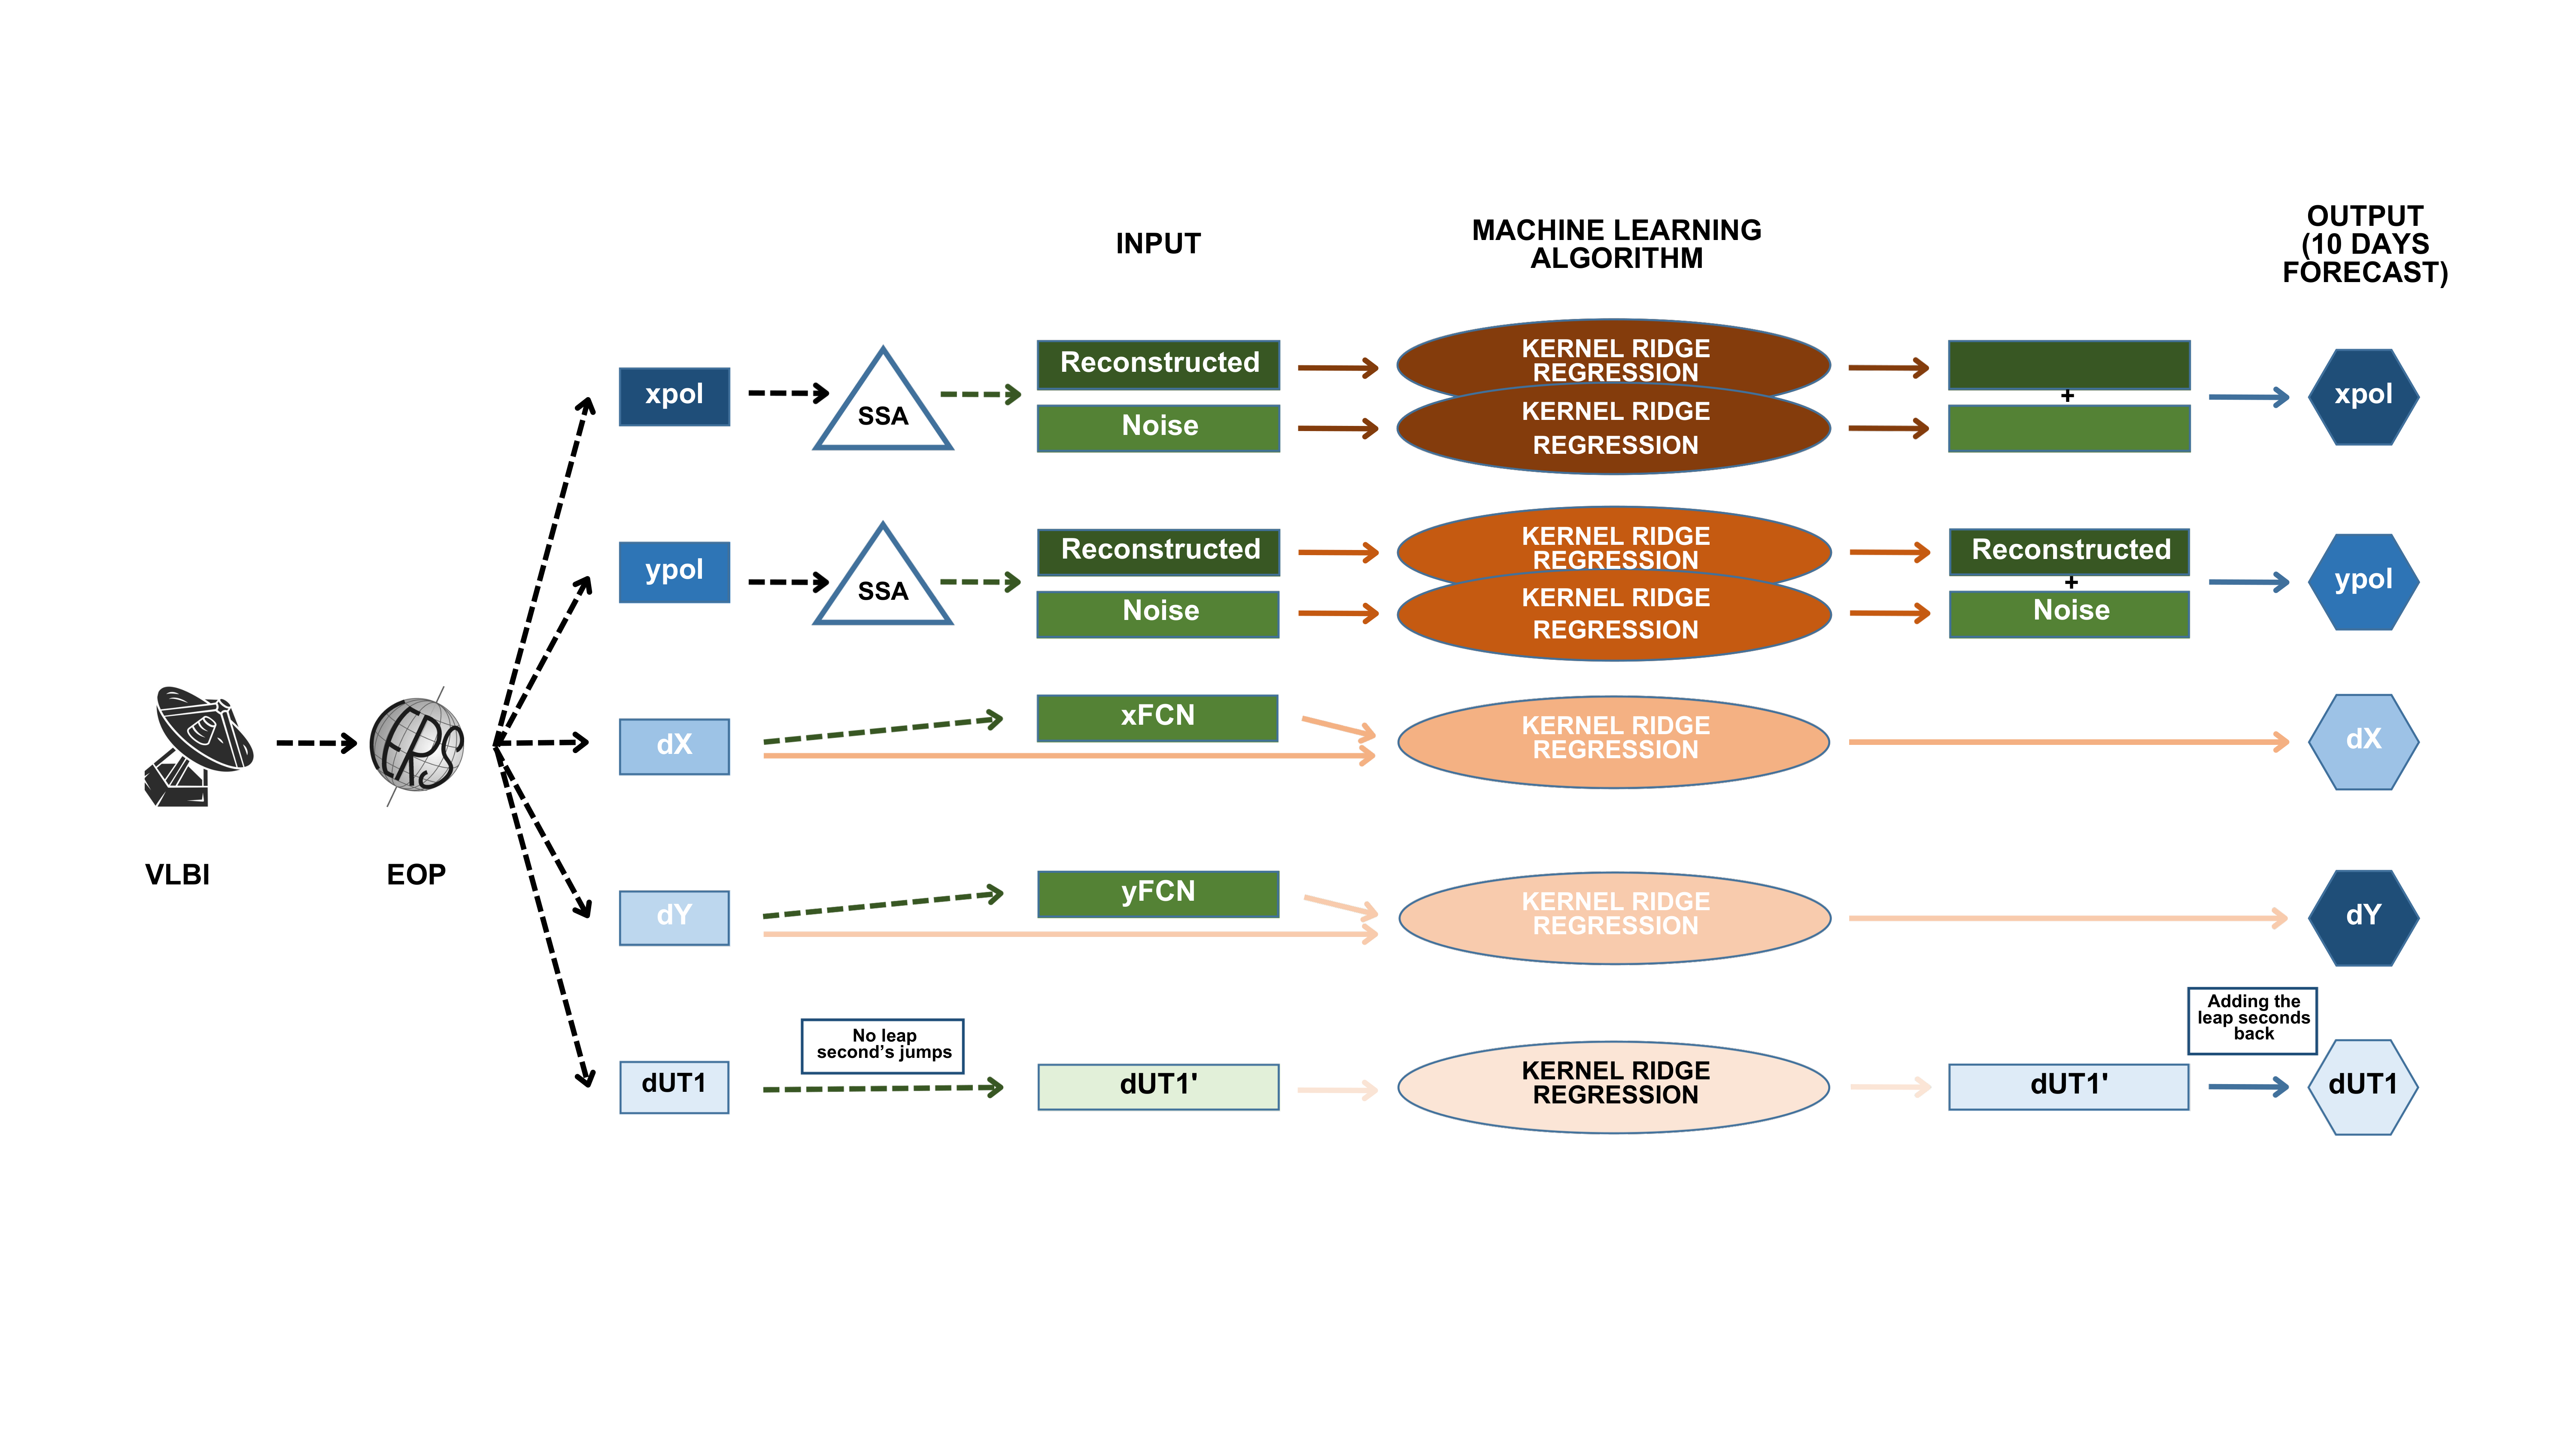 INPUT
MACHINE LEARNING
ALGORITHM
OUTPUT
(10 DAYS
FORECAST)
xpol
SSA
Reconstructed
Noise
KERNEL RIDGE
REGRESSION
KERNEL RIDGE
REGRESSION
+
xpol
ypol
SSA
Reconstructed
Noise
KERNEL RIDGE
REGRESSION
KERNEL RIDGE
REGRESSION
Reconstructed
+
Noise
ypol
VLBI
IERS
EOP
dX
xFCN
KERNEL RIDGE
REGRESSION
dX
dY
yFCN
KERNEL RIDGE
REGRESSION
dY
dUT1
No leap
second's jumps
dUT1'
KERNEL RIDGE
REGRESSION
dUT1'
Adding the
leap seconds
back
dUT1